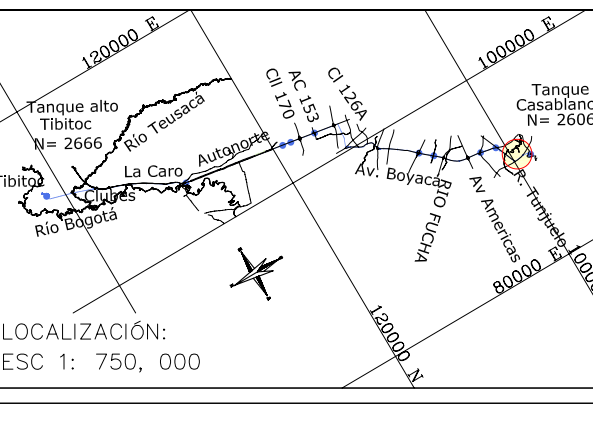 120000 E
100000 E
Tanque alto
Tibitoc
N= 2666
Río Teusacá
Cll 170
AC 153
Cl 126A
Tanque
Casablanc
N= 2606
Autonorte
La Caro
Tibitoc
Clubes
Río Bogotá
Av. Boyacá
RIO FUCHA
Av Americas
R. Tunjuelo
80000 E
120000 N
LOCALIZACIÓN:
ESC 1: 750, 000